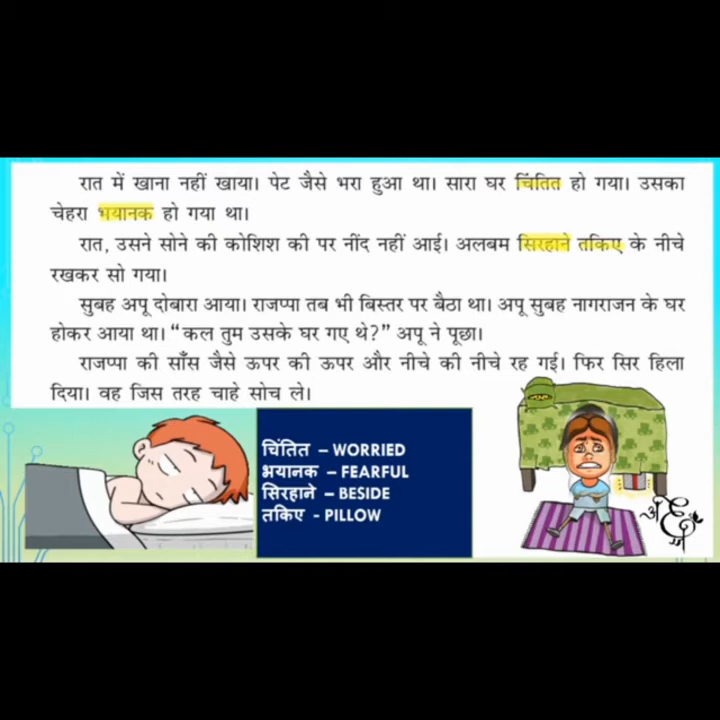 रात में खाना नहीं खाया। पेट जैसे भरा हुआ था। सारा घर चिंतित हो गया। उसका
चेहरा भयानक हो गया था।
रात, उसने सोने की कोशिश की पर नींद नहीं आई। अलबम सिरहाने तकिए के नीचे
रखकर सो गया।
सुबह अपू दोबारा आया। राजप्पा तब भी बिस्तर पर बैठा था। अपू सुबह नागराजन के घर
होकर आया था। “कल तुम उसके घर गए थे?” अपू ने पूछा।
राजप्पा की साँस जैसे ऊपर की ऊपर और नीचे की नीचे रह गई। फिर सिर हिला
दिया। वह जिस तरह चाहे सोच ले।
चिंतित – WORRIED
भयानक – FEARFUL
सिरहाने – BESIDE
तकिए - PILLOW